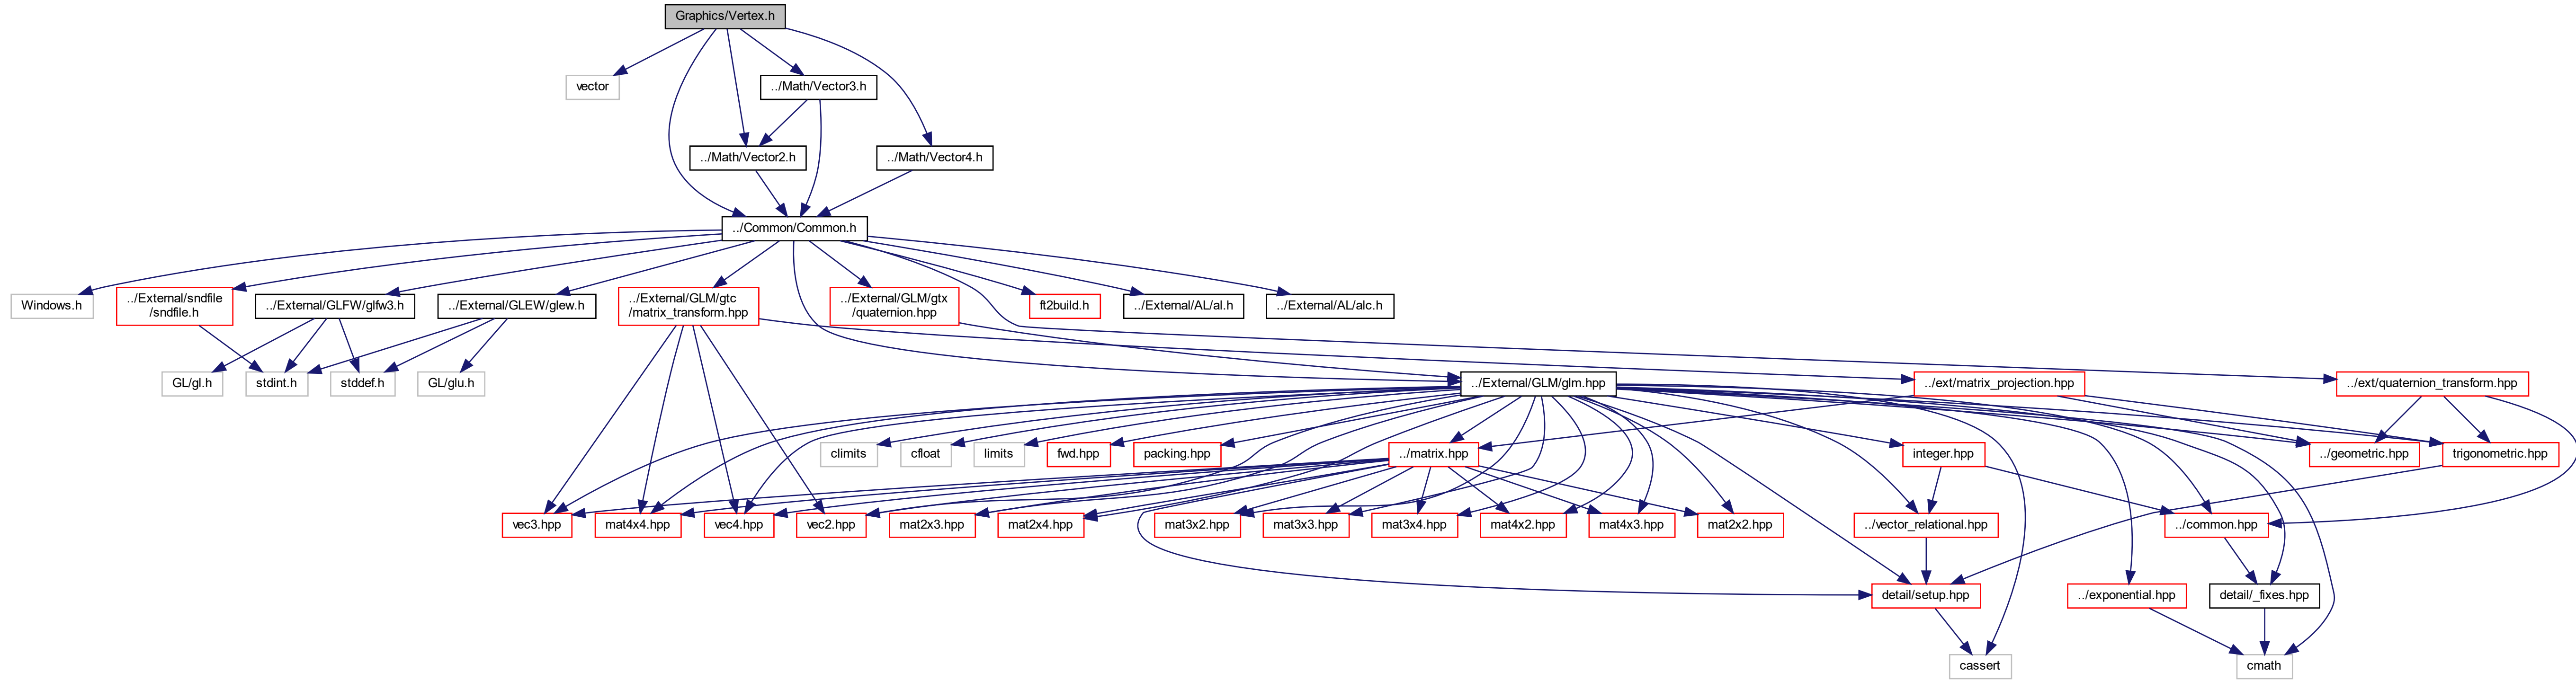 Graphics/Vertex.h
vector
../Math/Vector3.h
../Math/Vector2.h
../Math/Vector4.h
../Common/Common.h
Windows.h
../External/sndfile
/sndfile.h
../External/GLFW/glfw3.h
../External/GLEW/glew.h
../External/GLM/gtc
/matrix_transform.hpp
../External/GLM/gtx
/quaternion.hpp
ft2build.h
../External/AL/al.h
../External/AL/alc.h
GL/gl.h
stdint.h
stddef.h
GL/glu.h
../External/GLM/glm.hpp
../ext/matrix_projection.hpp
../ext/quaternion_transform.hpp
climits
cfloat
limits
fwd.hpp
packing.hpp
../matrix.hpp
integer.hpp
../geometric.hpp
trigonometric.hpp
vec3.hpp
mat4x4.hpp
vec4.hpp
vec2.hpp
mat2x3.hpp
mat2x4.hpp
mat3x2.hpp
mat3x3.hpp
mat3x4.hpp
mat4x2.hpp
mat4x3.hpp
mat2x2.hpp
../vector_relational.hpp
../common.hpp
detail/setup.hpp
../exponential.hpp
detail/_fixes.hpp
cassert
cmath